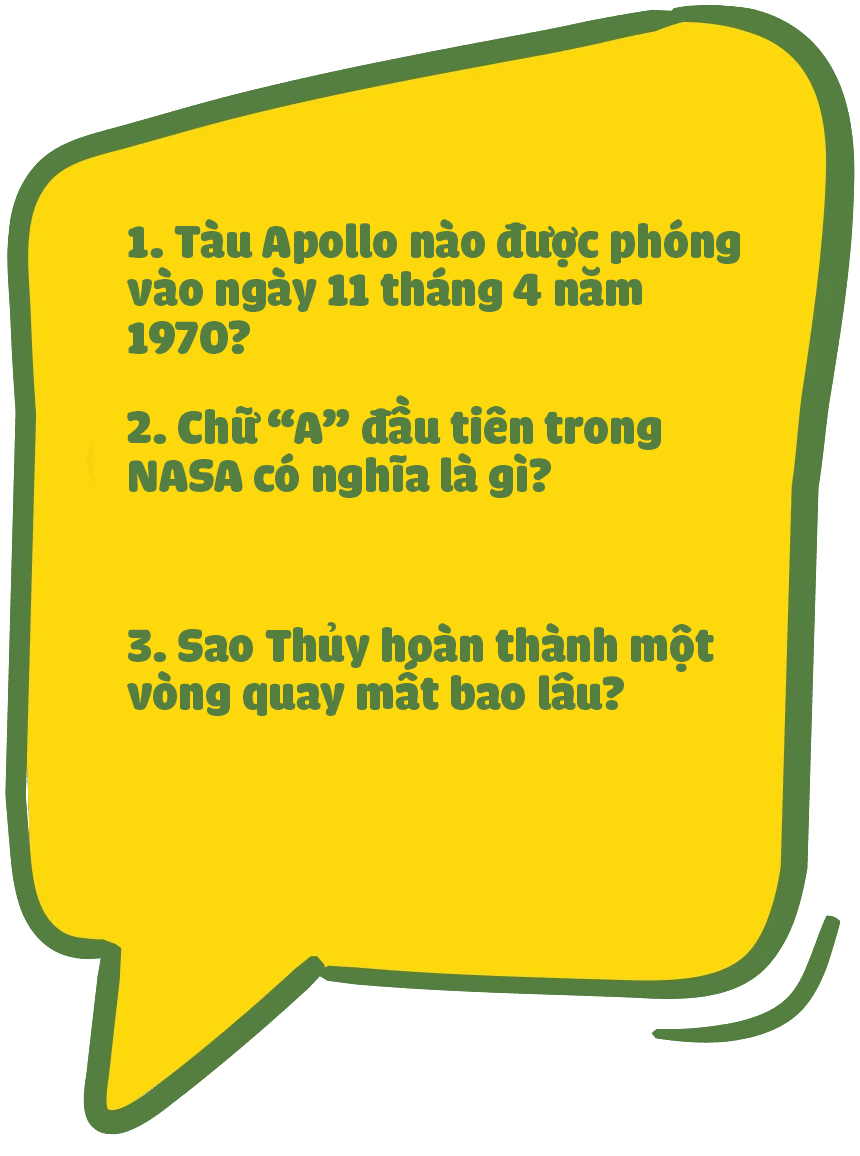 1. Tàu Apollo nào được phóng
vào ngày 11 tháng 4 năm
1970?
2. Chữ “A” đầu tiên trong
NASA có nghĩa là gì?
3. Sao Thủy hoàn thành một
vòng quay mất bao lâu?